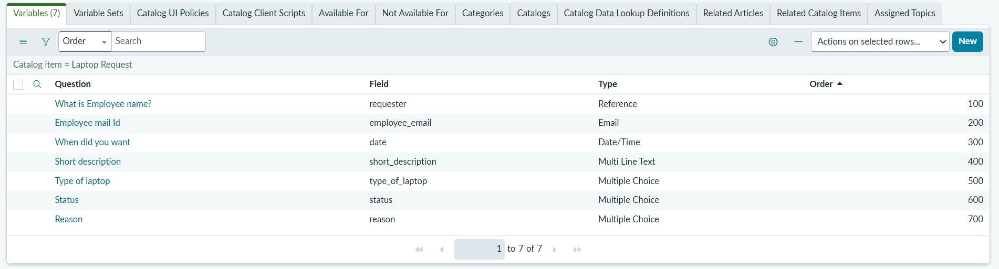 Variables (7) Variable Sets Catalog UI Policies Catalog Client Scripts Available For Not Available For Categories Catalogs Catalog Data Lookup Definitions Related Articles Related Catalog Items Assigned Topics
Order Search Actions on selected rows... New
Catalog item = Laptop Request
Question Field Type Order
What is Employee name? requester Reference 100
Employee mail Id employee_email Email 200
When did you want date Date/Time 300
Short description short_description Multi Line Text 400
Type of laptop type_of_laptop Multiple Choice 500
Status status Multiple Choice 600
Reason reason Multiple Choice 700
1 to 7 of 7